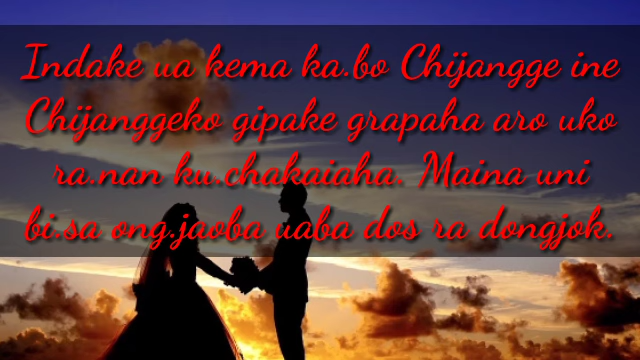 Indake ua kema ka.bo Chijangge ine
Chijanggeko gipake grapaha aro uko
ra.nan ku.chakaiaha. Maina uni
bi.sa ong.jaoba uaba dos ra dongjok.